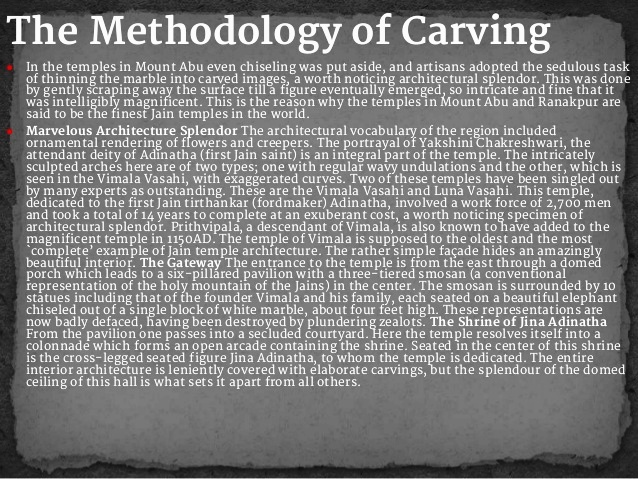 The Methodology of Carving
In the temples in Mount Abu even chiseling was put aside, and artisans adopted the sedulous task
of thinning the marble into carved images, a worth noticing architectural splendor. This was done
by gently scraping away the surface till a figure eventually emerged, so intricate and fine that it
was intelligibly magnificent. This is the reason why the temples in Mount Abu and Ranakpur are
said to be the finest Jain temples in the world.
Marvelous Architecture Splendor The architectural vocabulary of the region included
ornamental rendering of flowers and creepers. The portrayal of Yakshini Chakreshwari, the
attendant deity of Adinatha (first Jain saint) is an integral part of the temple. The intricately
sculpted arches here are of two types; one with regular wavy undulations and the other, which is
seen in the Vimala Vasahi, with exaggerated curves. Two of these temples have been singled out
by many experts as outstanding. These are the Vimala Vasahi and Luna Vasahi. This temple,
dedicated to the first Jain tirthankar (fordmaker) Adinatha, involved a work force of 2,700 men
and took a total of 14 years to complete at an exuberant cost, a worth noticing specimen of
architectural splendor. Prithvipala, a descendant of Vimala, is also known to have added to the
magnificent temple in 1150AD. The temple of Vimala is supposed to the oldest and the most
'complete' example of Jain temple architecture. The rather simple façade hides an amazingly
beautiful interior. The Gateway The entrance to the temple is from the east through a domed
porch which leads to a six-pillared pavilion with a three-tiered smosan (a conventional
representation of the holy mountain of the Jains) in the center. The smosan is surrounded by 10
statues including that of the founder Vimala and his family, each seated on a beautiful elephant
chiseled out of a single block of white marble, about four feet high. These representations are
now badly defaced, having been destroyed by plundering zealots. The Shrine of Jina Adinatha
From the pavilion one passes into a secluded courtyard. Here the temple resolves itself into a
colonnade which forms an open arcade containing the shrine. Seated in the center of this shrine
is the cross-legged seated figure Jina Adinatha, to whom the temple is dedicated. The entire
interior architecture is leniently covered with elaborate carvings, but the splendour of the domed
ceiling of this hall is what sets it apart from all others.